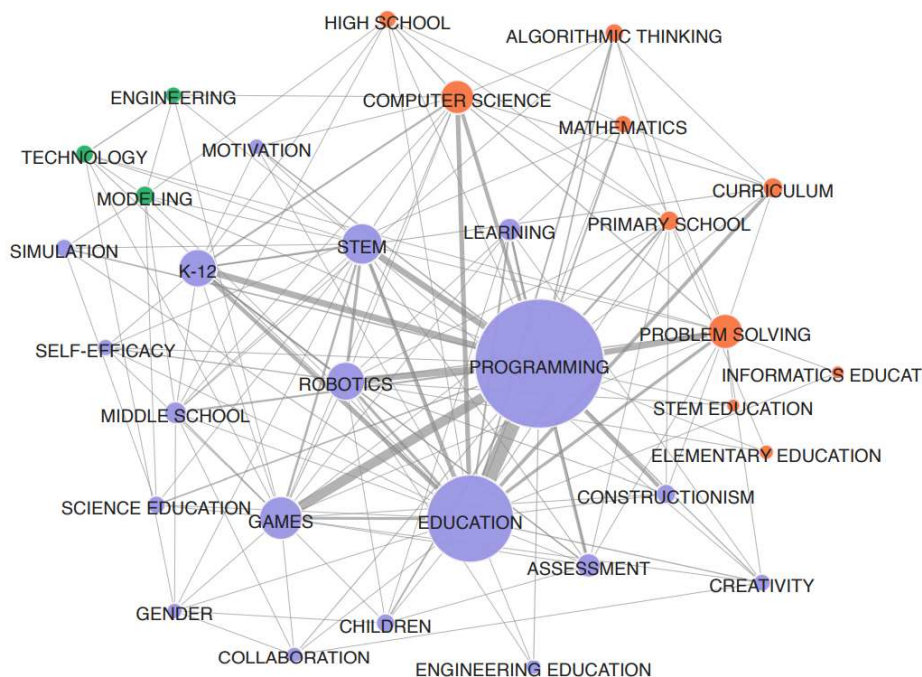 HIGH SCHOOL
ALGORITHMIC THINKING
ENGINEERING
COMPUTER SCIENCE
MATHEMATICS
MOTIVATION
TECHNOLOGY
MODELING
CURRICULUM
PRIMARY SCHOOL
LEARNING
STEM
SIMULATION
K-12
PROBLEM SOLVING
SELF-EFFICACY
PROGRAMMING
INFORMATICS EDUCAT
ROBOTICS
STEM EDUCATION
MIDDLE SCHOOL
ELEMENTARY EDUCATION
CONSTRUCTIONISM
SCIENCE EDUCATION
GAMES
EDUCATION
ASSESSMENT
CREATIVITY
GENDER
CHILDREN
COLLABORATION
ENGINEERING EDUCATION